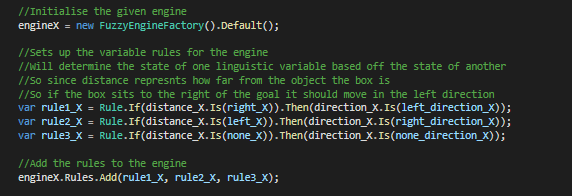 //Initialise the given engine
engineX = new FuzzyEngineFactory().Default();
//Sets up the variable rules for the engine
//Will determine the state of one linguistic variable based off the state of another
//So since distance represnts how far from the object the box is
//So if the box sits to the right of the goal it should move in the left direction
var rule1_X = Rule.If(distance_X.Is(right_X)).Then(direction_X.Is(left_direction_X));
var rule2_X = Rule.If(distance_X.Is(left_X)).Then(direction_X.Is(right_direction_X));
var rule3_X = Rule.If(distance_X.Is(none_X)).Then(direction_X.Is(none_direction_X));
//Add the rules to the engine
engineX.Rules.Add(rule1_X, rule2_X, rule3_X);